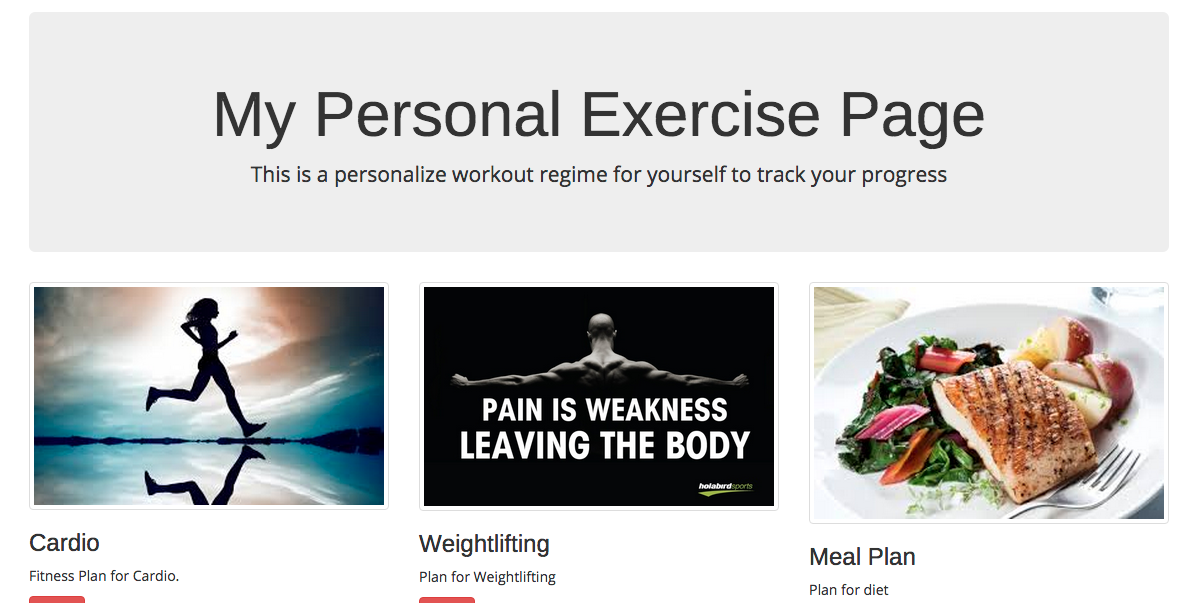 My Personal Exercise Page
This is a personalize workout regime for yourself to track your progress
PAIN IS WEAKNESS
LEAVING THE BODY
holabirdsports
Cardio
Weightlifting
Meal Plan
Fitness Plan for Cardio.
Plan for Weightlifting
Plan for diet